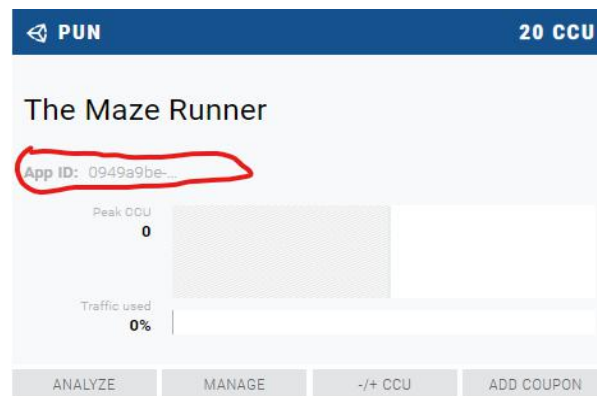 PUN 20 CCU
The Maze Runner
App ID: 0949a9be-...
Peak CCU
0
Traffic used
0%
ANALYZE MANAGE -/+ CCU ADD COUPON